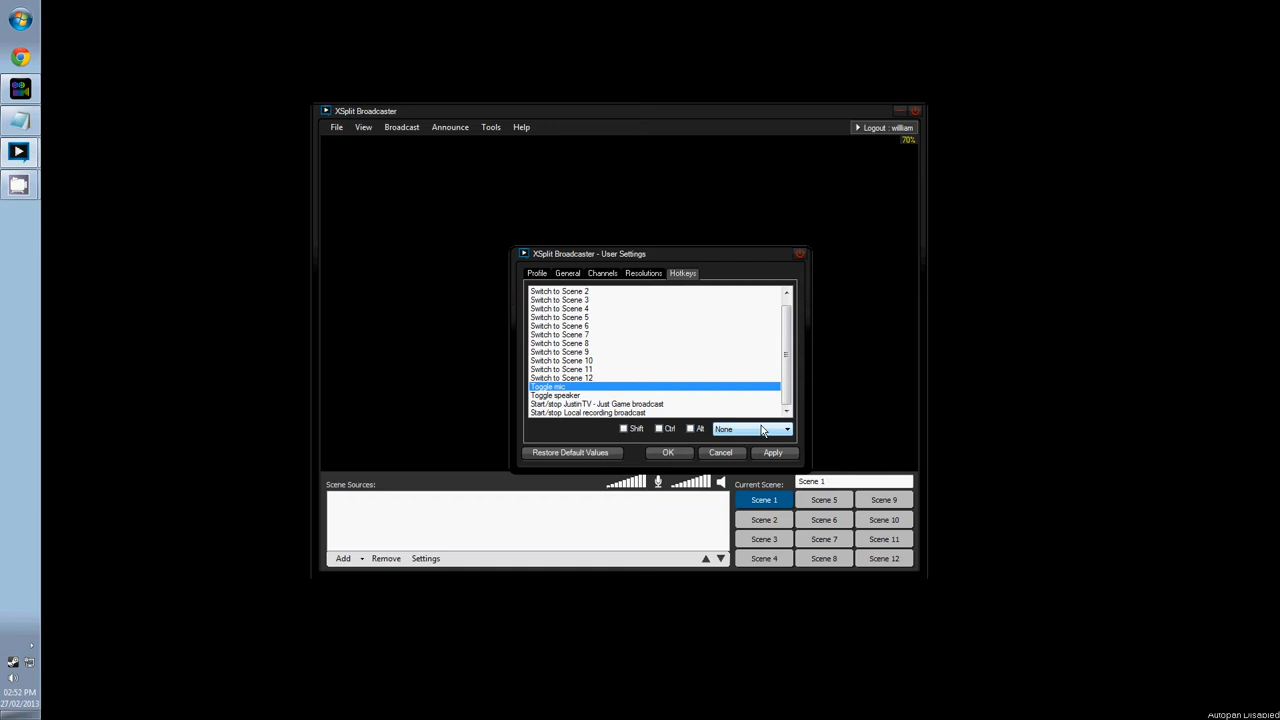 XSplit Broadcaster
File View Broadcast Announce Tools Help
Logout : william
70%
XSplit Broadcaster - User Settings
Profile General Channels Resolutions Hotkeys
Switch to Scene 2
Switch to Scene 3
Switch to Scene 4
Switch to Scene 5
Switch to Scene 6
Switch to Scene 7
Switch to Scene 8
Switch to Scene 9
Switch to Scene 10
Switch to Scene 11
Switch to Scene 12
Toggle mic
Toggle speaker
Start/stop JustinTV - Just Game broadcast
Start/stop Local recording broadcast
Shift Ctrl Alt None
Restore Default Values OK Cancel Apply
Scene Sources:
Current Scene: Scene 1
Scene 1 Scene 5 Scene 9
Scene 2 Scene 6 Scene 10
Scene 3 Scene 7 Scene 11
Scene 4 Scene 8 Scene 12
Add Remove Settings
02:52 PM
27/02/2013
Autopan Disabled